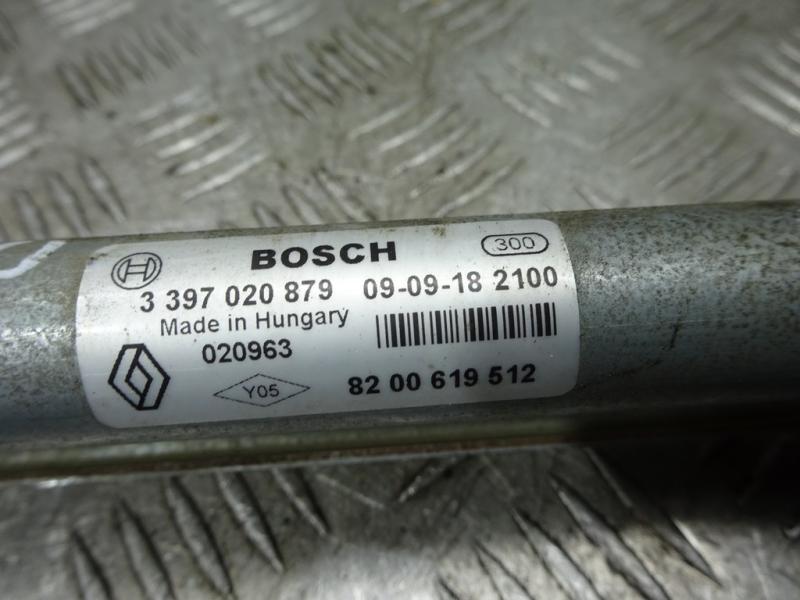 BOSCH 300
3 397 020 879 09-09-18 2100
Made in Hungary
020963
Y05 82 00 619 512